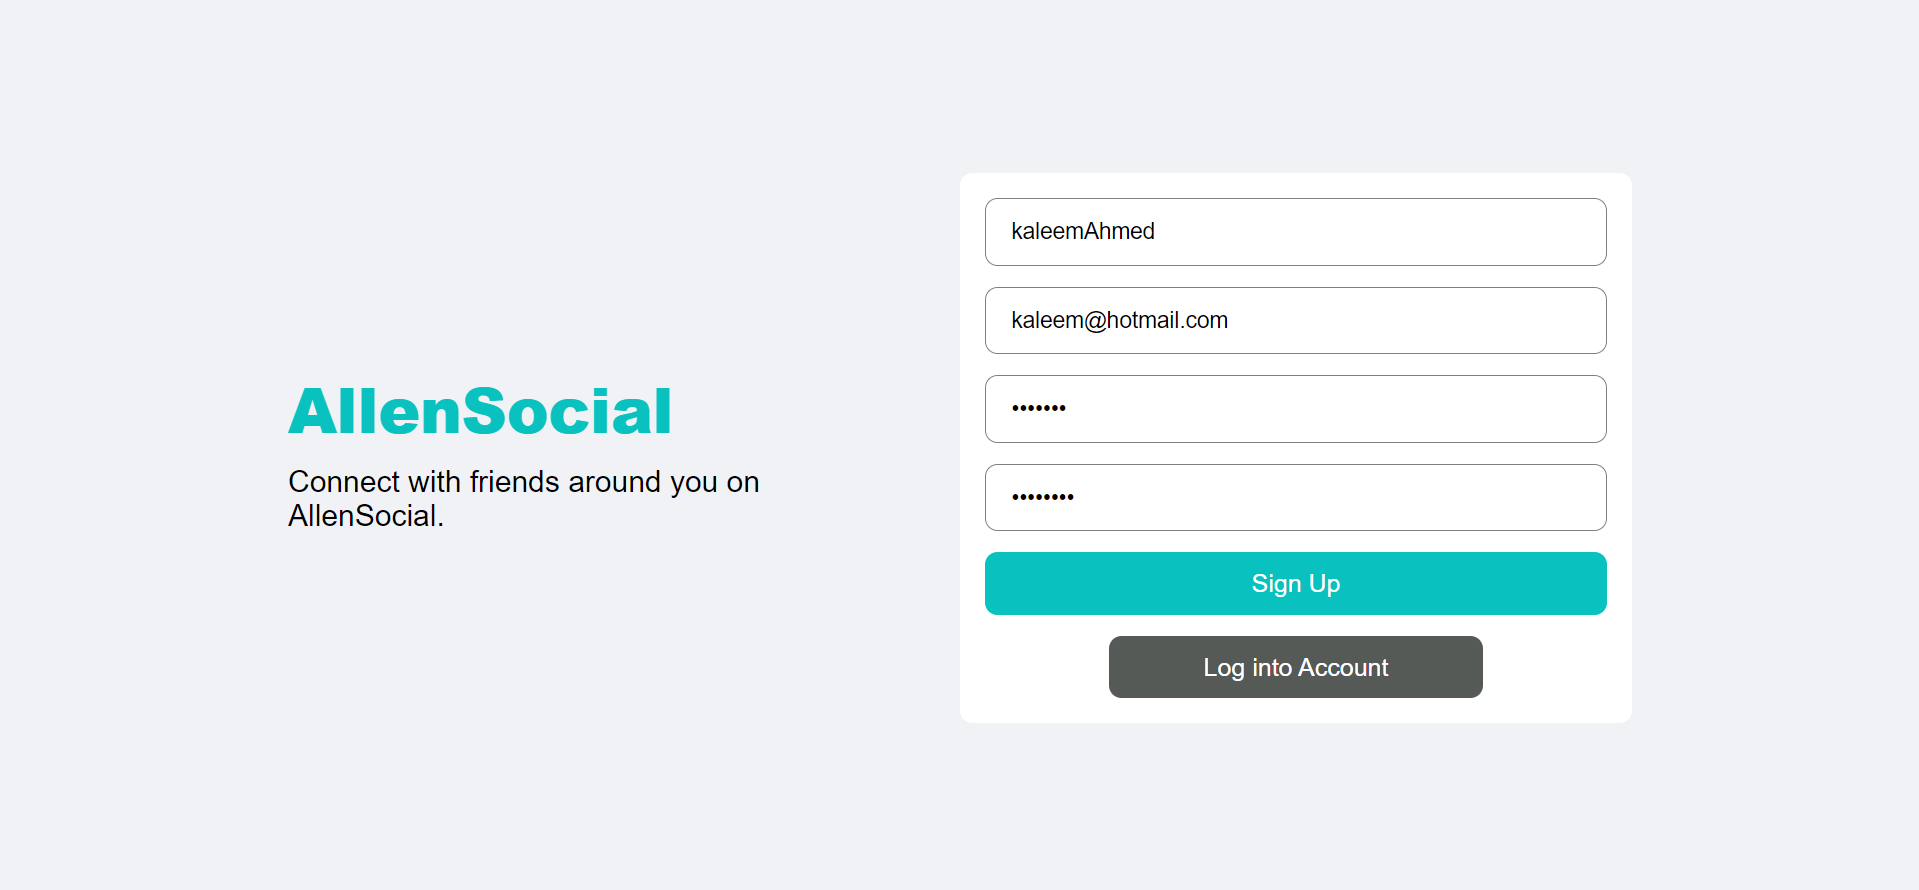 AllenSocial
Connect with friends around you on
AllenSocial.
kaleemAhmed
kaleem@hotmail.com
•••••••
••••••••
Sign Up
Log into Account